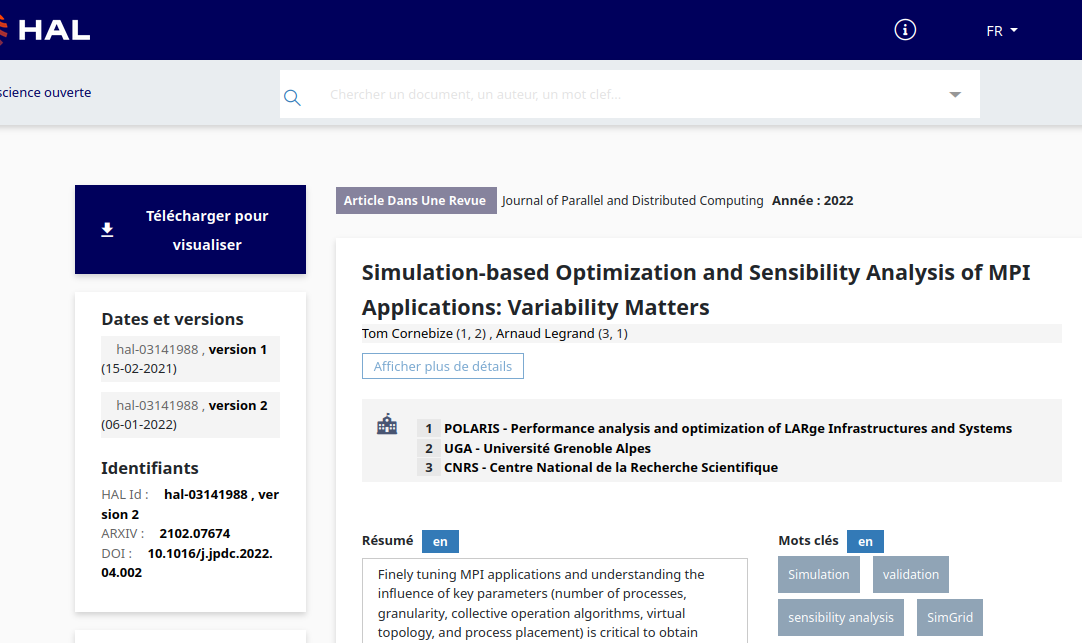 HAL
FR
science ouverte
Chercher un document, un auteur, un mot clef...
Télécharger pour
visualiser
Article Dans Une Revue Journal of Parallel and Distributed Computing Année : 2022
Simulation-based Optimization and Sensibility Analysis of MPI
Applications: Variability Matters
Tom Cornebize (1, 2) , Arnaud Legrand (3, 1)
Afficher plus de détails
1 POLARIS - Performance analysis and optimization of LARge Infrastructures and Systems
2 UGA - Université Grenoble Alpes
3 CNRS - Centre National de la Recherche Scientifique
Dates et versions
hal-03141988 , version 1
(15-02-2021)
hal-03141988 , version 2
(06-01-2022)
Identifiants
HAL Id : hal-03141988 , ver
sion 2
ARXIV : 2102.07674
DOI : 10.1016/j.jpdc.2022.
04.002
Résumé en
Finely tuning MPI applications and understanding the
influence of key parameters (number of processes,
granularity, collective operation algorithms, virtual
topology, and process placement) is critical to obtain
Mots clés en
Simulation validation
sensibility analysis SimGrid